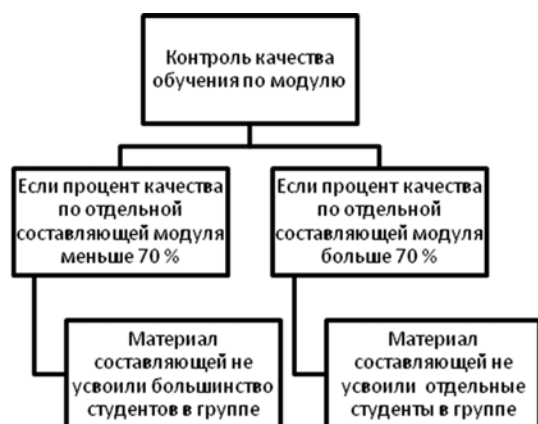 Контроль качества
обучения по модулю
Если процент качества
по отдельной
составляющей модуля
меньше 70 %
Если процент качества
по отдельной
составляющей модуля
больше 70 %
Материал
составляющей не
усвоили большинство
студентов в группе
Материал
составляющей не
усвоили отдельные
студенты в группе